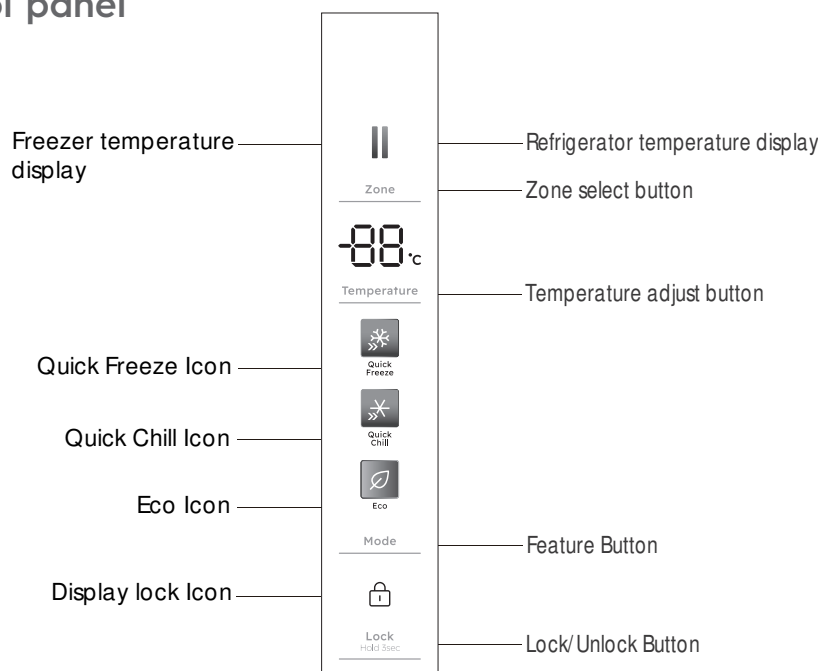 ol panel
Freezer temperature
display
Refrigerator temperature display
Zone
Zone select button
-88°C
Temperature
Temperature adjust button
Quick
Freeze
Quick Freeze Icon
Quick
Chill
Quick Chill Icon
Eco
Eco Icon
Mode
Feature Button
Display lock Icon
Lock
Hold 3sec
Lock/Unlock Button